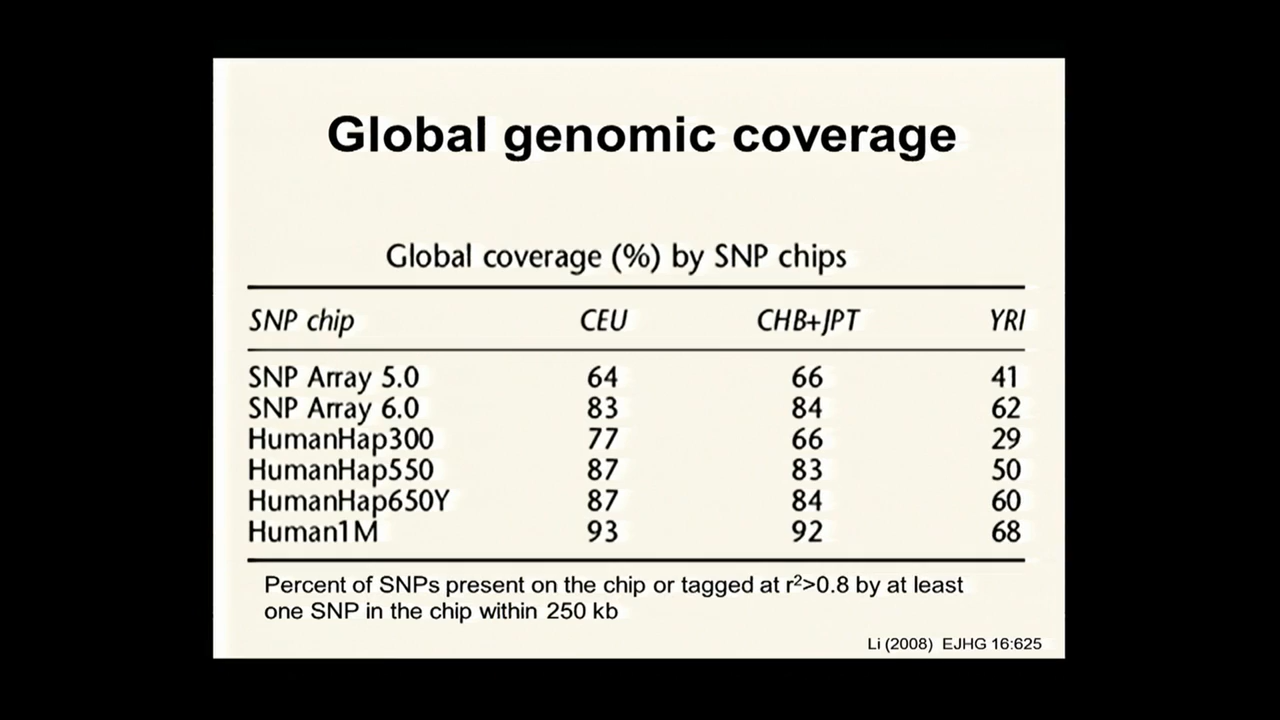 Global genomic coverage
Global coverage (%) by SNP chips
SNP chip CEU CHB+JPT YRI
SNP Array 5.0 64 66 41
SNP Array 6.0 83 84 62
HumanHap300 77 66 29
HumanHap550 87 83 50
HumanHap650Y 87 84 60
Human1M 93 92 68
Percent of SNPs present on the chip or tagged at r²>0.8 by at least
one SNP in the chip within 250 kb
Li (2008) EJHG 16:625